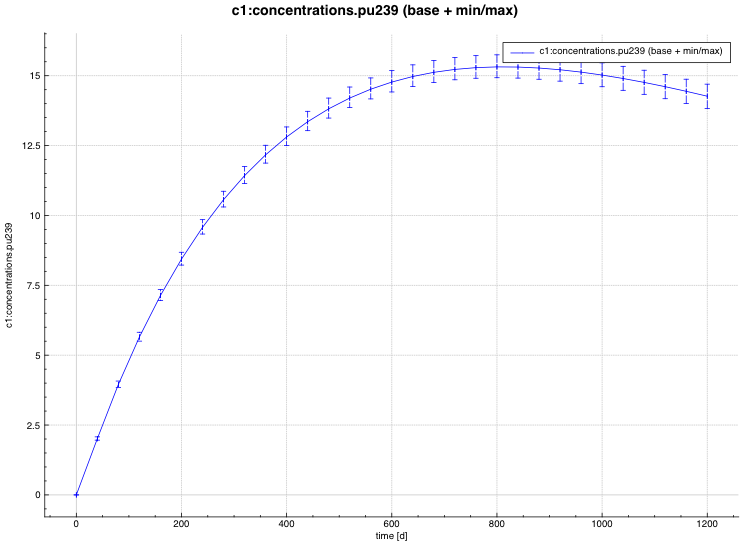 c1:concentrations.pu239 (base + min/max)
c1:concentrations.pu239 (base + min/max)
15
12.5
10
7.5
5
2.5
0
c1:concentrations.pu239
0 200 400 600 800 1000 1200
time [d]